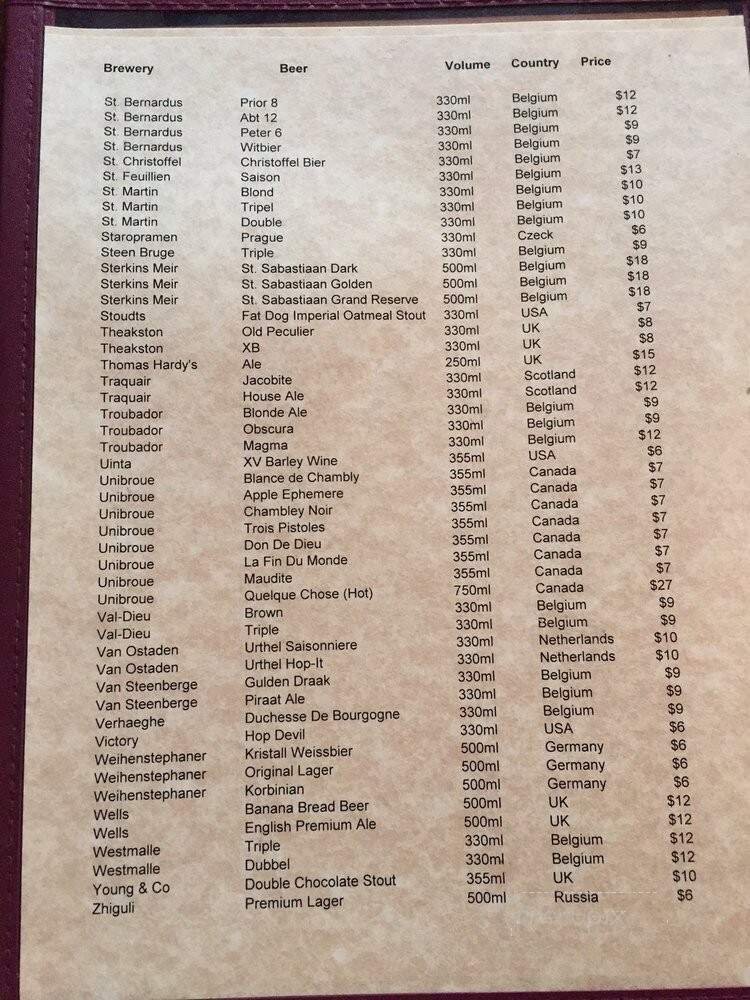 Brewery Beer Volume Country Price
St. Bernardus Prior 8 330ml Belgium $12
St. Bernardus Abt 12 330ml Belgium $12
St. Bernardus Peter 6 330ml Belgium $9
St. Bernardus Witbier 330ml Belgium $9
St. Christoffel Christoffel Bier 330ml Belgium $7
St. Feuillien Saison 330ml Belgium $13
St. Martin Blond 330ml Belgium $10
St. Martin Tripel 330ml Belgium $10
St. Martin Double 330ml Belgium $10
Staropramen Prague 330ml Czeck $6
Steen Bruge Triple 330ml Belgium $9
Sterkins Meir St. Sabastiaan Dark 500ml Belgium $18
Sterkins Meir St. Sabastiaan Golden 500ml Belgium $18
Sterkins Meir St. Sabastiaan Grand Reserve 500ml Belgium $18
Stoudts Fat Dog Imperial Oatmeal Stout 330ml USA $7
Theakston Old Peculier 330ml UK $8
Theakston XB 330ml UK $8
Thomas Hardy's Ale 250ml UK $15
Traquair Jacobite 330ml Scotland $12
Traquair House Ale 330ml Scotland $12
Troubador Blonde Ale 330ml Belgium $9
Troubador Obscura 330ml Belgium $9
Troubador Magma 330ml Belgium $12
Uinta XV Barley Wine 355ml USA $6
Unibroue Blance de Chambly 355ml Canada $7
Unibroue Apple Ephemere 355ml Canada $7
Unibroue Chambley Noir 355ml Canada $7
Unibroue Trois Pistoles 355ml Canada $7
Unibroue Don De Dieu 355ml Canada $7
Unibroue La Fin Du Monde 355ml Canada $7
Unibroue Maudite 355ml Canada $7
Unibroue Quelque Chose (Hot) 750ml Canada $27
Val-Dieu Brown 330ml Belgium $9
Val-Dieu Triple 330ml Belgium $9
Van Ostaden Urthel Saisonniere 330ml Netherlands $10
Van Ostaden Urthel Hop-It 330ml Netherlands $10
Van Steenberge Gulden Draak 330ml Belgium $9
Van Steenberge Piraat Ale 330ml Belgium $9
Verhaeghe Duchesse De Bourgogne 330ml Belgium $9
Victory Hop Devil 330ml USA $6
Weihenstephaner Kristall Weissbier 500ml Germany $6
Weihenstephaner Original Lager 500ml Germany $6
Weihenstephaner Korbinian 500ml Germany $6
Wells Banana Bread Beer 500ml UK $12
Wells English Premium Ale 500ml UK $12
Westmalle Triple 330ml Belgium $12
Westmalle Dubbel 330ml Belgium $12
Young & Co Double Chocolate Stout 355ml UK $10
Zhiguli Premium Lager 500ml Russia $6